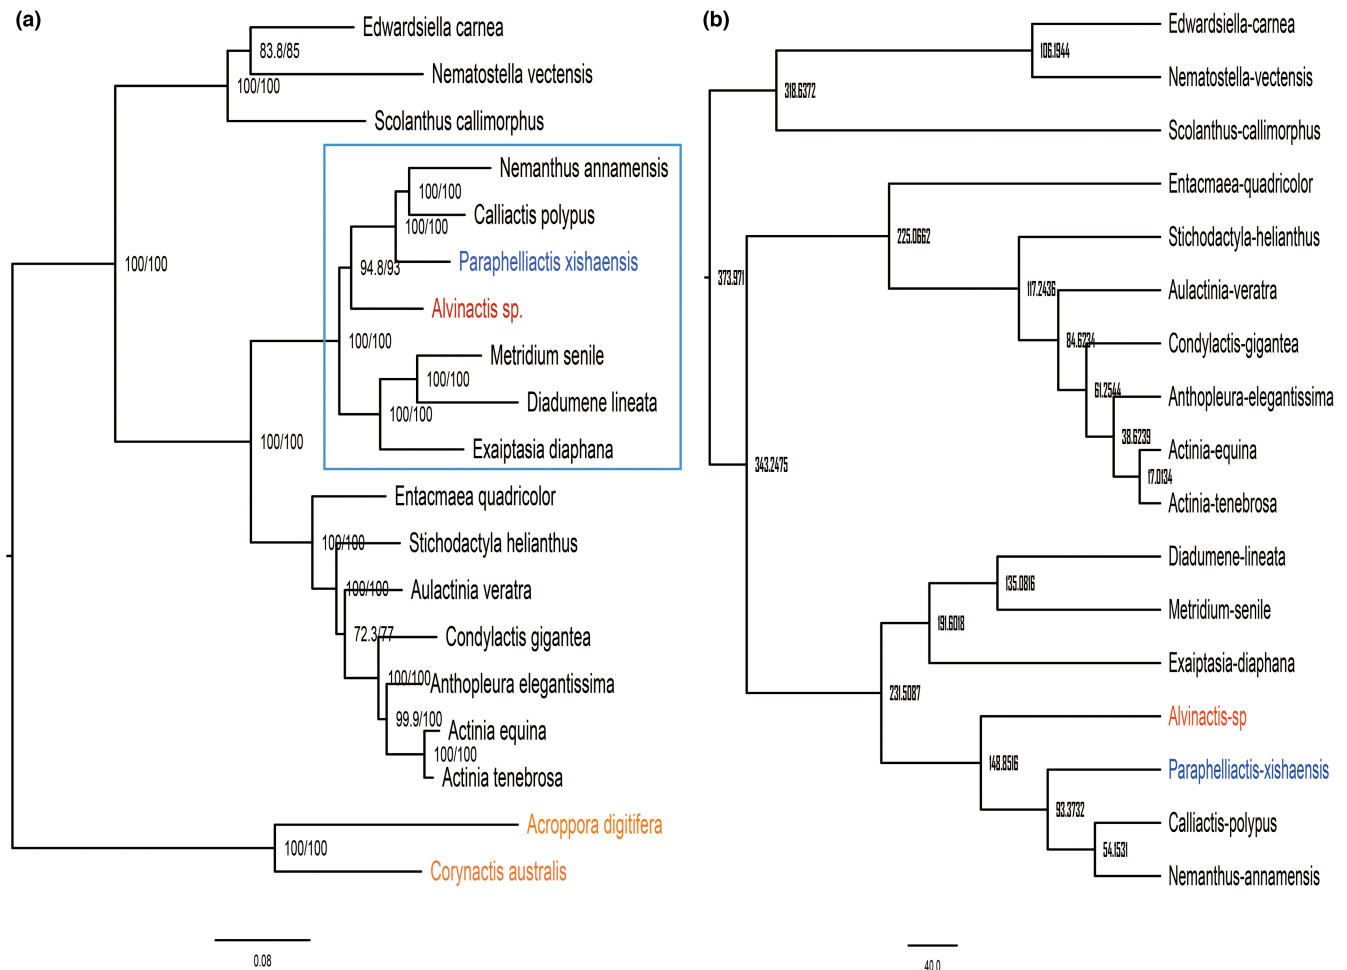 (a)
Edwardsiella carnea
83.8/85
Nematostella vectensis
100/100
Scolanthus callimorphus
Nemanthus annamensis
100/100
Calliactis polypus
100/100
Paraphelliactis xishaensis
94.8/93
100/100
Alvinactis sp.
100/100
Metridium senile
100/100
Diadumene lineata
100/100
100/100
Exaiptasia diaphana
Entacmaea quadricolor
100/100
Stichodactyla helianthus
100/100
Aulactinia veratra
72.3/77
Condylactis gigantea
100/100
Anthopleura elegantissima
99.9/100
Actinia equina
100/100
Actinia tenebrosa
Acroppora digitifera
100/100
Corynactis australis
0.08
(b)
Edwardsiella-carnea
106.1944
Nematostella-vectensis
318.6372
Scolanthus-callimorphus
Entacmaea-quadricolor
225.0662
Stichodactyla-helianthus
373.971
117.2436
Aulactinia-veratra
84.6234
Condylactis-gigantea
61.2544
Anthopleura-elegantissima
38.6239
Actinia-equina
343.2475
17.0134
Actinia-tenebrosa
Diadumene-lineata
135.0816
Metridium-senile
191.6018
Exaiptasia-diaphana
231.5087
Alvinactis-sp
148.8516
Paraphelliactis-xishaensis
93.3732
Calliactis-polypus
54.1531
Nemanthus-annamensis
40.0